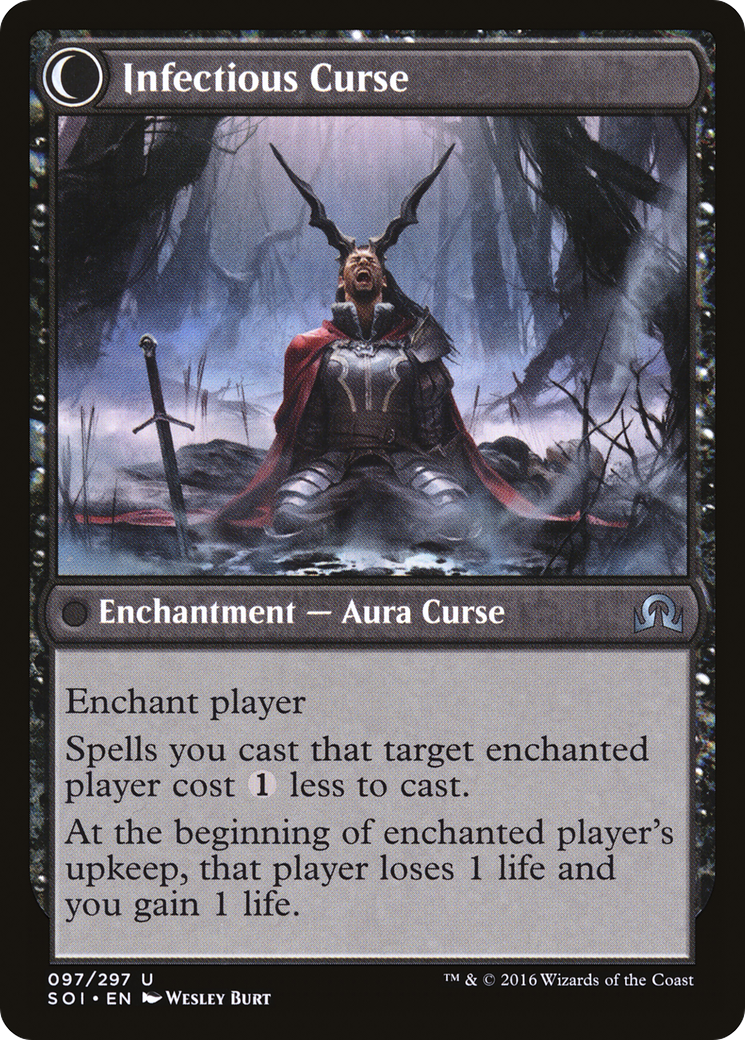 Infectious Curse
Enchantment — Aura Curse
Enchant player
Spells you cast that target enchanted
player cost 1 less to cast.
At the beginning of enchanted player's
upkeep, that player loses 1 life and
you gain 1 life.
097/297 U
SOI • EN Wesley Burt
™ & © 2016 Wizards of the Coast